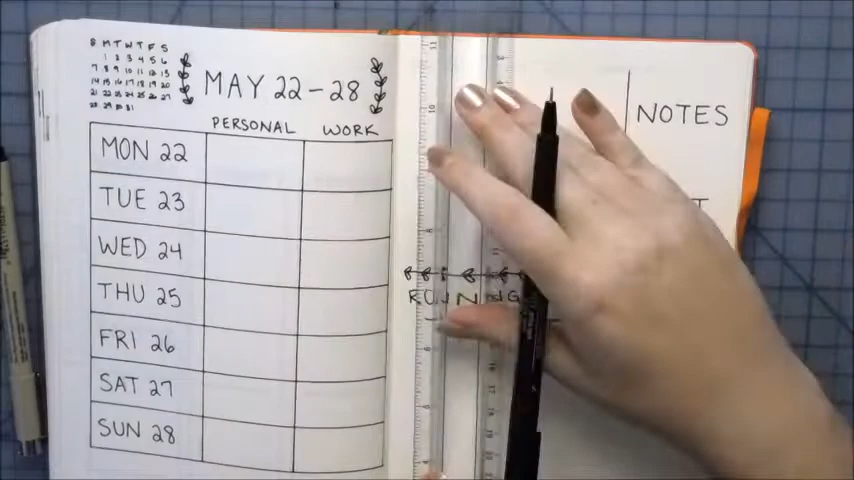 S M T W T F S
1 2 3 4 5 6
7 8 9 10 11 12 13
14 15 16 17 18 19 20
21 22 23 24 25 26 27
28 29 30 31
MAY 22-28
PERSONAL WORK
MON 22
TUE 23
WED 24
THU 25
FRI 26
SAT 27
SUN 28
NOTES